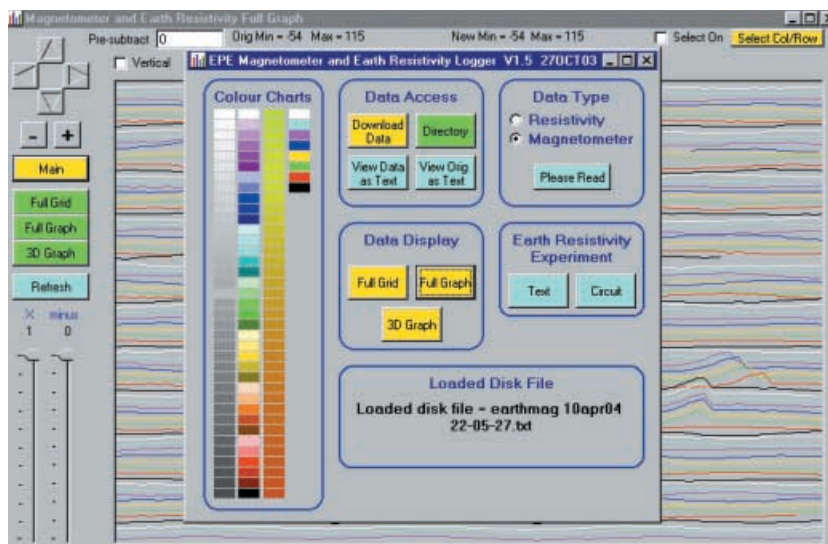 Magnetometer and Earth Resistivity Full Graph
Pre-subtract 0
Orig Min = -54 Max = 115
New Min = -54 Max = 115
Select On
Select Col/Row
Vertical
- +
Main
Full Grid
Full Graph
3D Graph
Refresh
X minus
1 0
EPE Magnetometer and Earth Resistivity Logger V1.5 27OCT03
Colour Charts
Data Access
Download
Data
Directory
View Data
as Text
View Orig
as Text
Data Type
Resistivity
Magnetometer
Please Read
Data Display
Full Grid
Full Graph
3D Graph
Earth Resistivity
Experiment
Text
Circuit
Loaded Disk File
Loaded disk file = earthmag 10apr04
22-05-27.txt